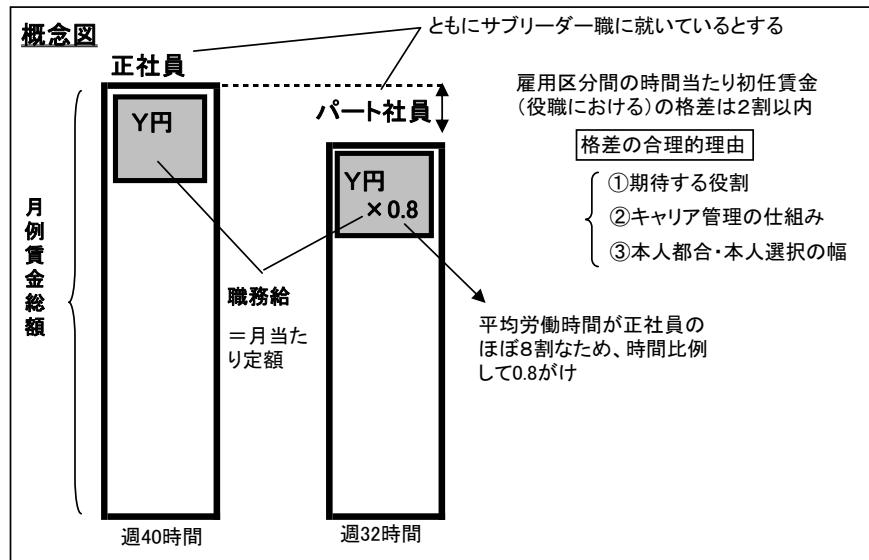 概念図
ともにサブリーダー職に就いているとする
正社員
パート社員
雇用区分間の時間当たり初任賃金
（役職における）の格差は２割以内
格差の合理的理由
①期待する役割
②キャリア管理の仕組み
③本人都合・本人選択の幅
Ｙ円
Ｙ円
×0.8
月例賃金総額
職務給
＝月当た
り定額
平均労働時間が正社員の
ほぼ８割なため、時間比例
して0.8がけ
週40時間
週32時間